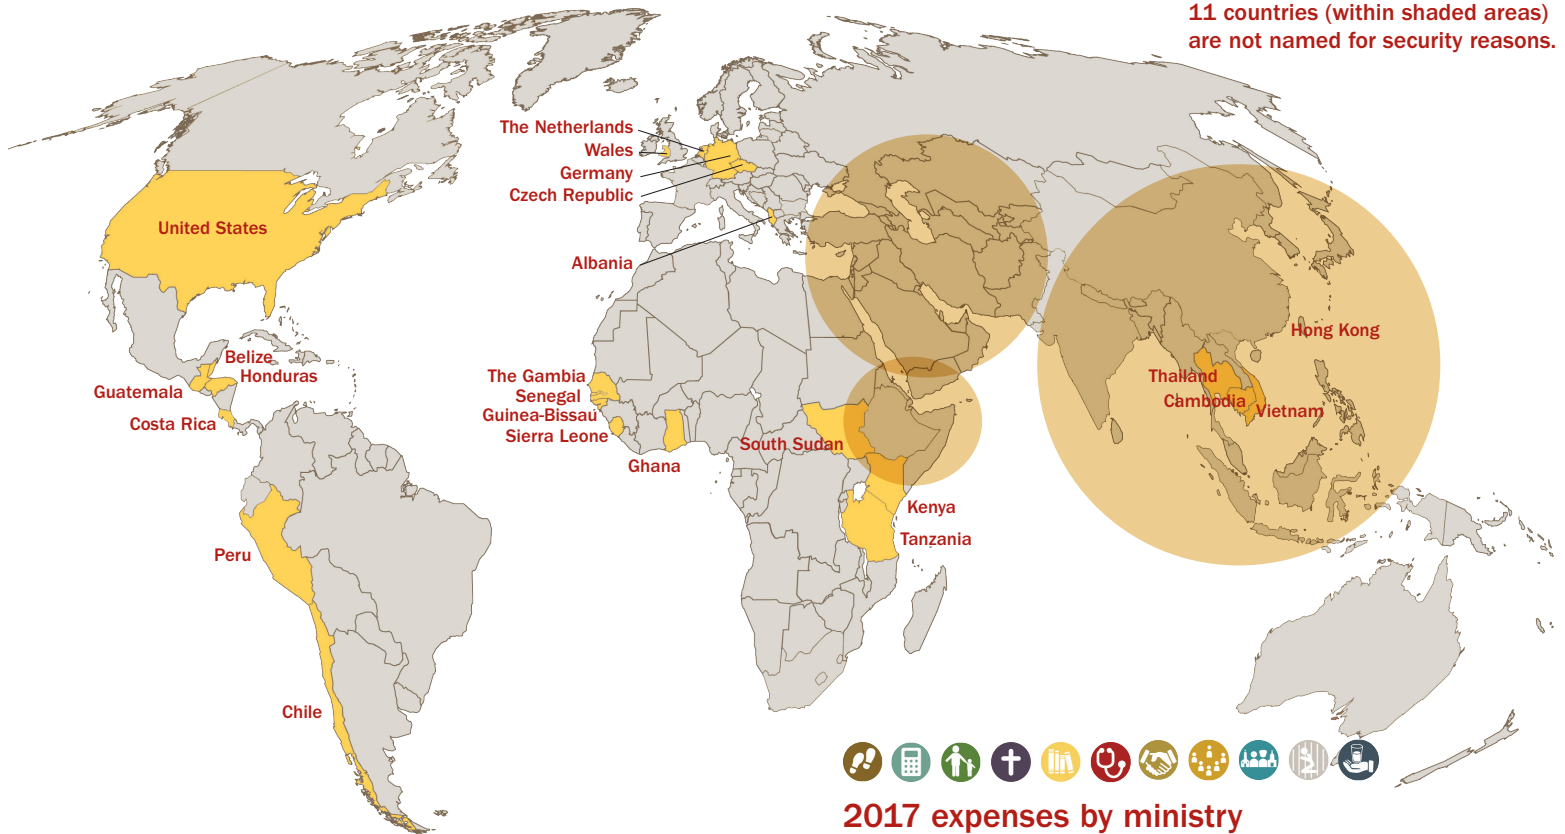 11 countries (within shaded areas)
are not named for security reasons.
The Netherlands
Wales
Germany
Czech Republic
Albania
United States
Belize
Honduras
Guatemala
Costa Rica
Peru
Chile
The Gambia
Senegal
Guinea-Bissau
Sierra Leone
Ghana
South Sudan
Kenya
Tanzania
Hong Kong
Thailand
Cambodia
Vietnam
2017 expenses by ministry